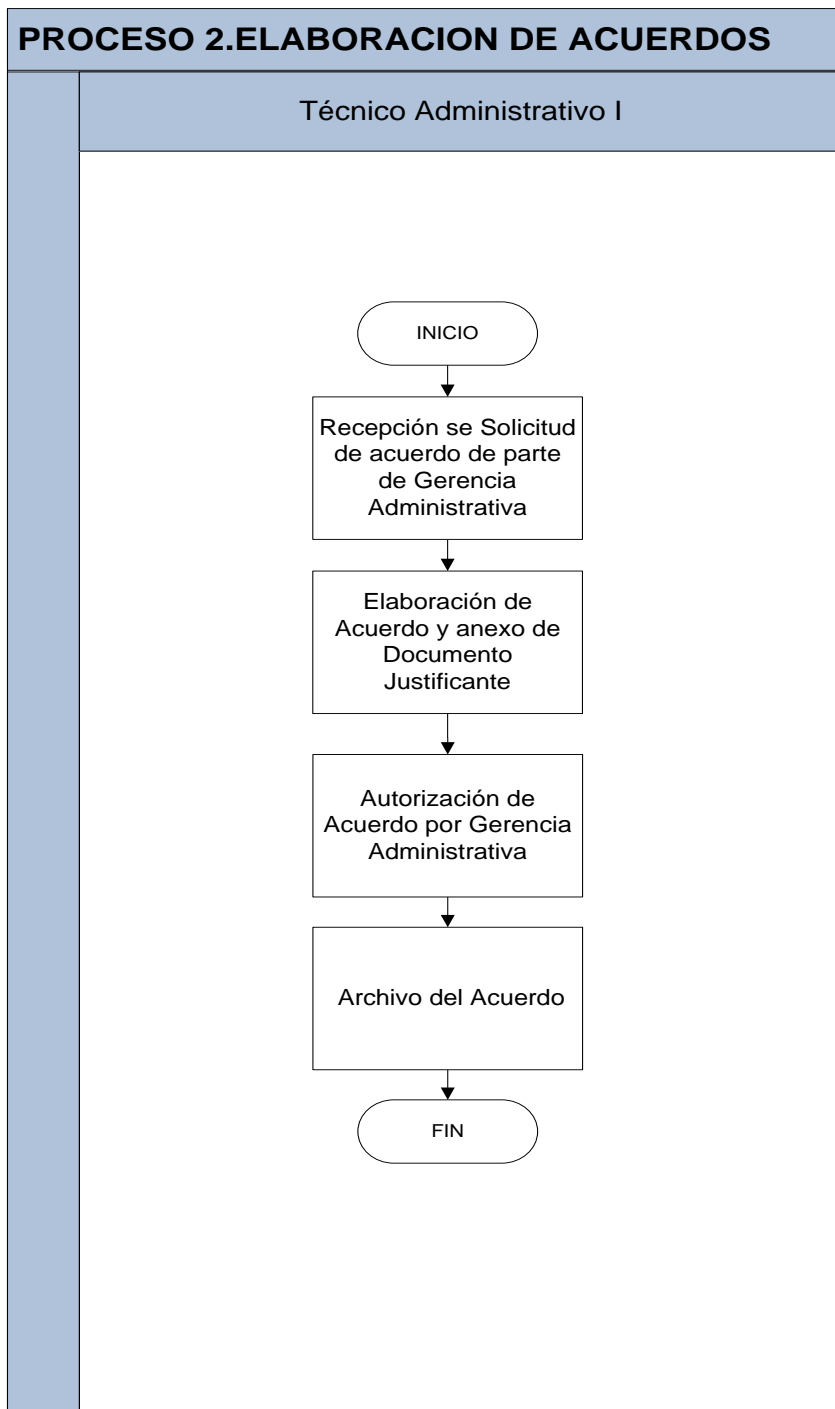 PROCESO 2.ELABORACION DE ACUERDOS
Técnico Administrativo I
INICIO
Recepción se Solicitud
de acuerdo de parte
de Gerencia
Administrativa
Elaboración de
Acuerdo y anexo de
Documento
Justificante
Autorización de
Acuerdo por Gerencia
Administrativa
Archivo del Acuerdo
FIN